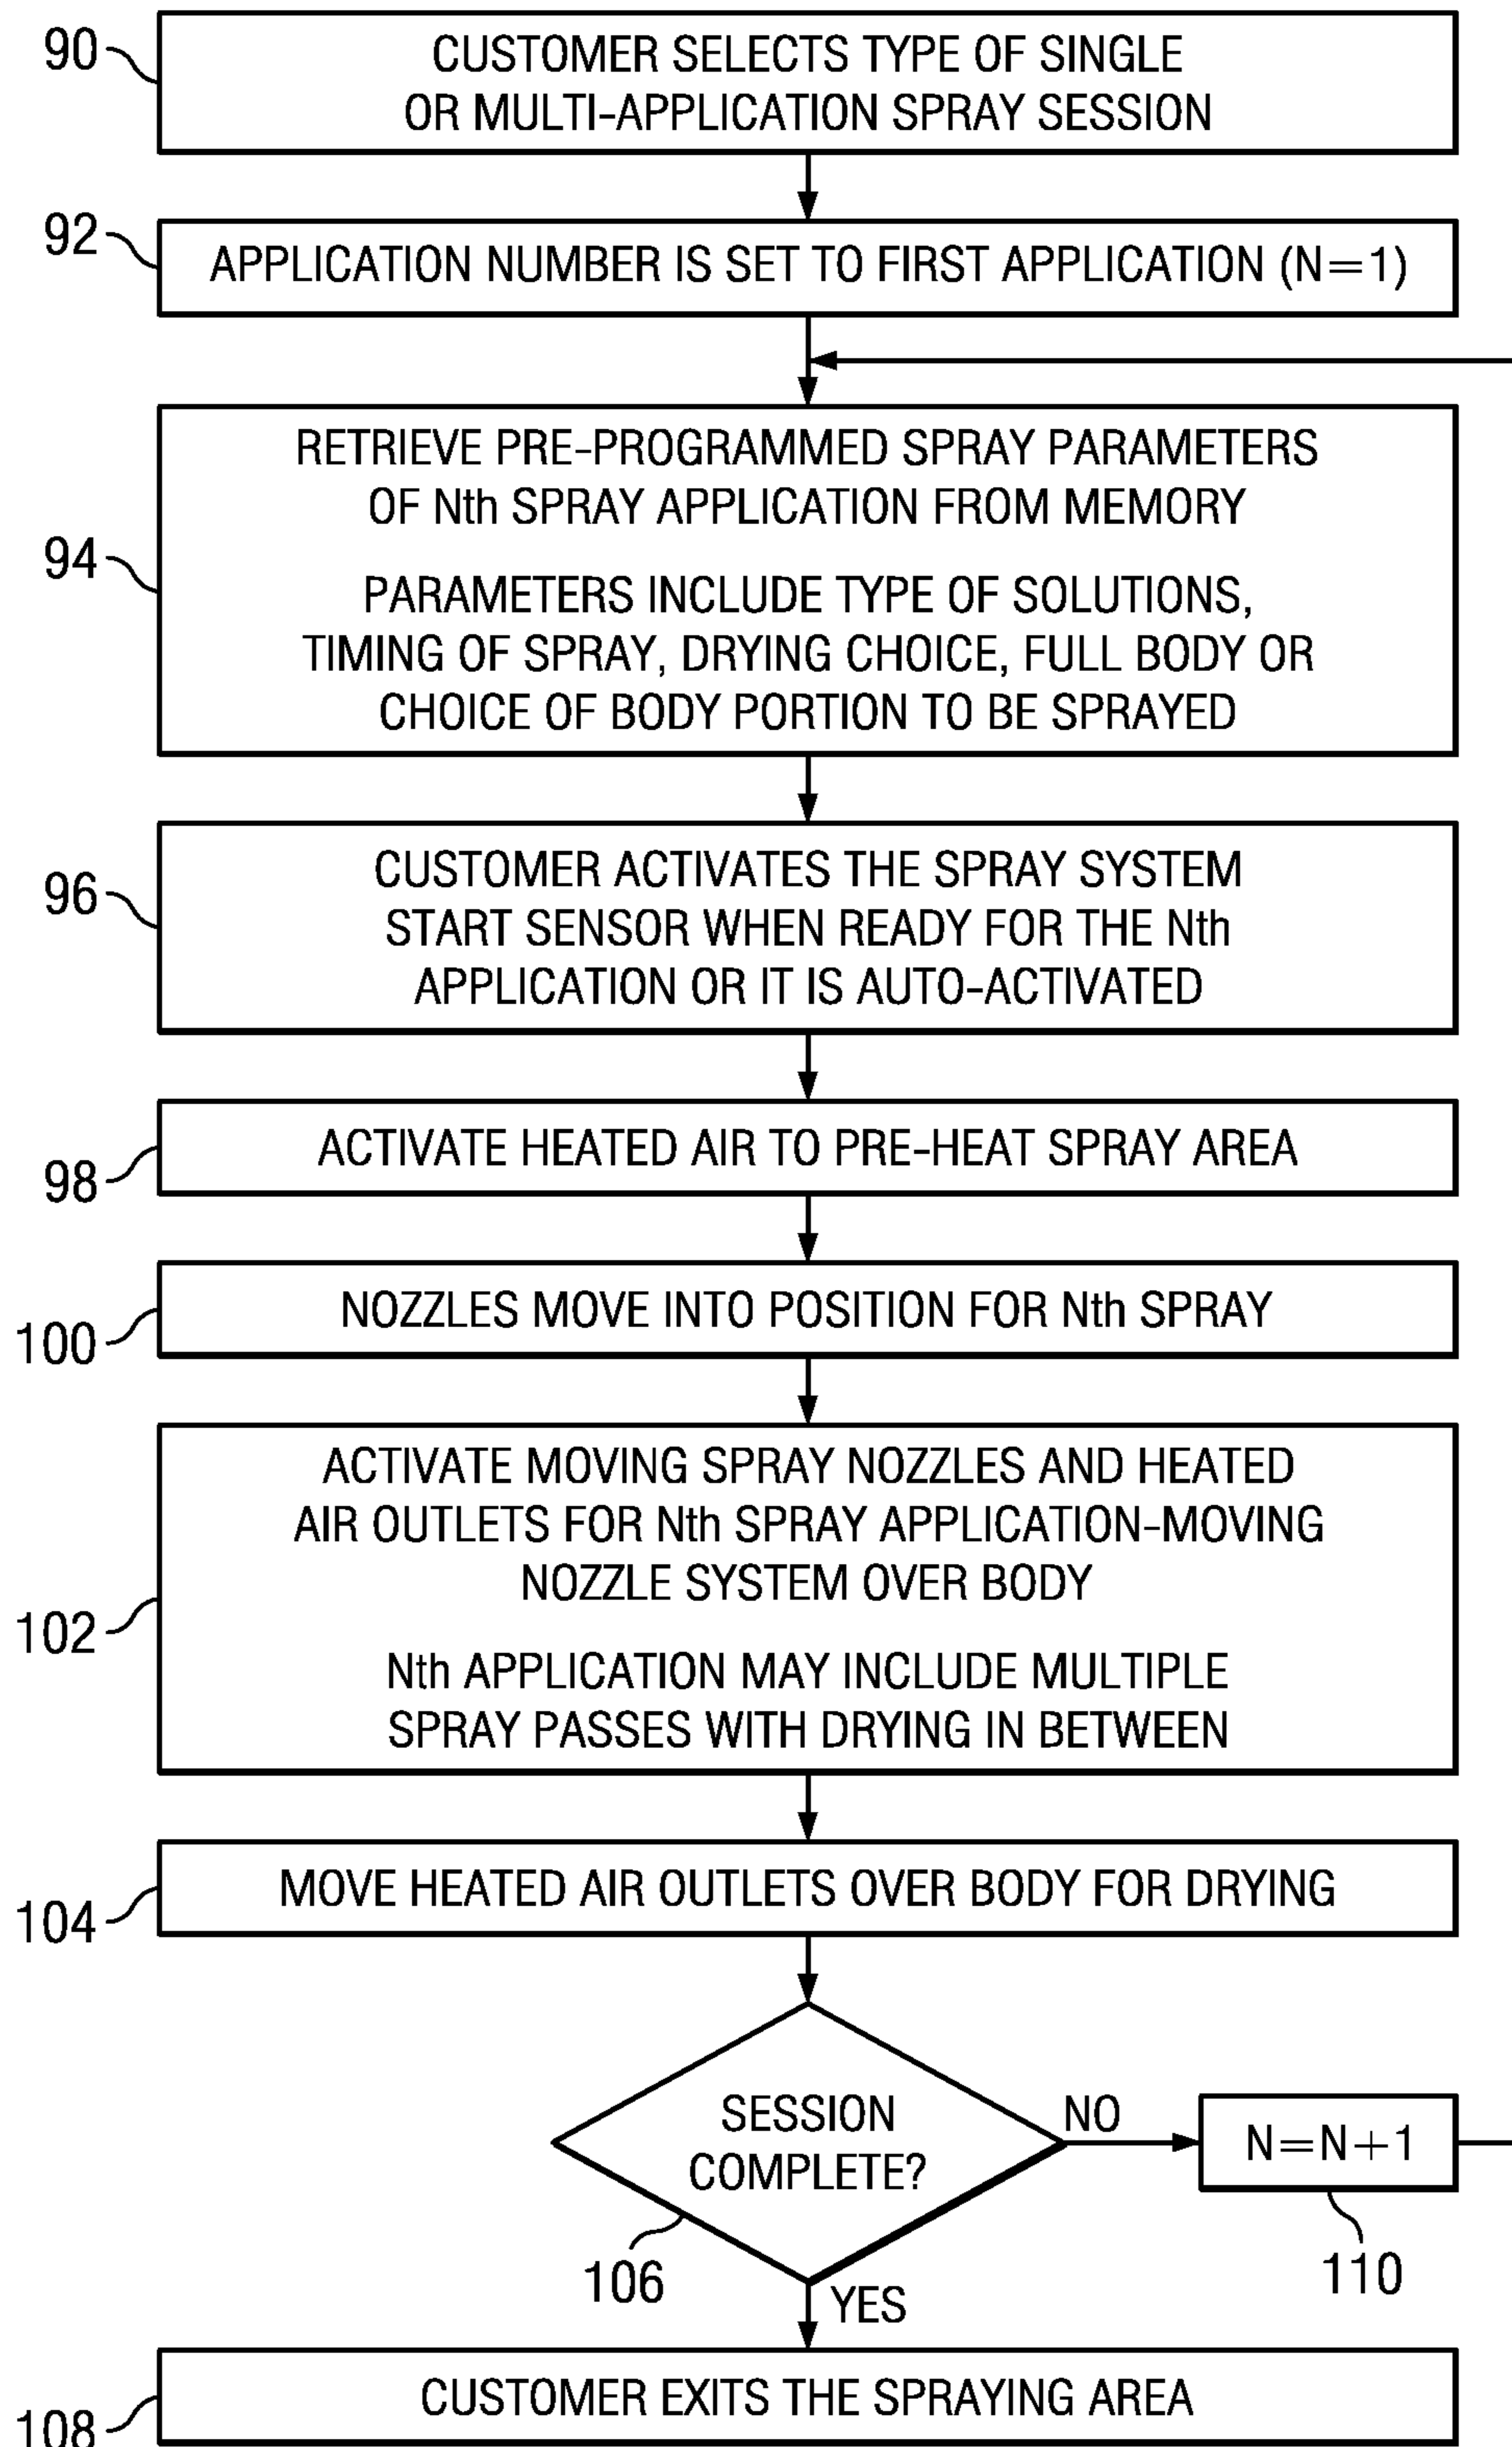 90
CUSTOMER SELECTS TYPE OF SINGLE
OR MULTI-APPLICATION SPRAY SESSION
92
APPLICATION NUMBER IS SET TO FIRST APPLICATION (N=1)
94
RETRIEVE PRE-PROGRAMMED SPRAY PARAMETERS
OF Nth SPRAY APPLICATION FROM MEMORY
PARAMETERS INCLUDE TYPE OF SOLUTIONS,
TIMING OF SPRAY, DRYING CHOICE, FULL BODY OR
CHOICE OF BODY PORTION TO BE SPRAYED
96
CUSTOMER ACTIVATES THE SPRAY SYSTEM
START SENSOR WHEN READY FOR THE Nth
APPLICATION OR IT IS AUTO-ACTIVATED
98
ACTIVATE HEATED AIR TO PRE-HEAT SPRAY AREA
100
NOZZLES MOVE INTO POSITION FOR Nth SPRAY
102
ACTIVATE MOVING SPRAY NOZZLES AND HEATED
AIR OUTLETS FOR Nth SPRAY APPLICATION-MOVING
NOZZLE SYSTEM OVER BODY
Nth APPLICATION MAY INCLUDE MULTIPLE
SPRAY PASSES WITH DRYING IN BETWEEN
104
MOVE HEATED AIR OUTLETS OVER BODY FOR DRYING
SESSION
COMPLETE?
NO
N=N+1
106
110
YES
108
CUSTOMER EXITS THE SPRAYING AREA